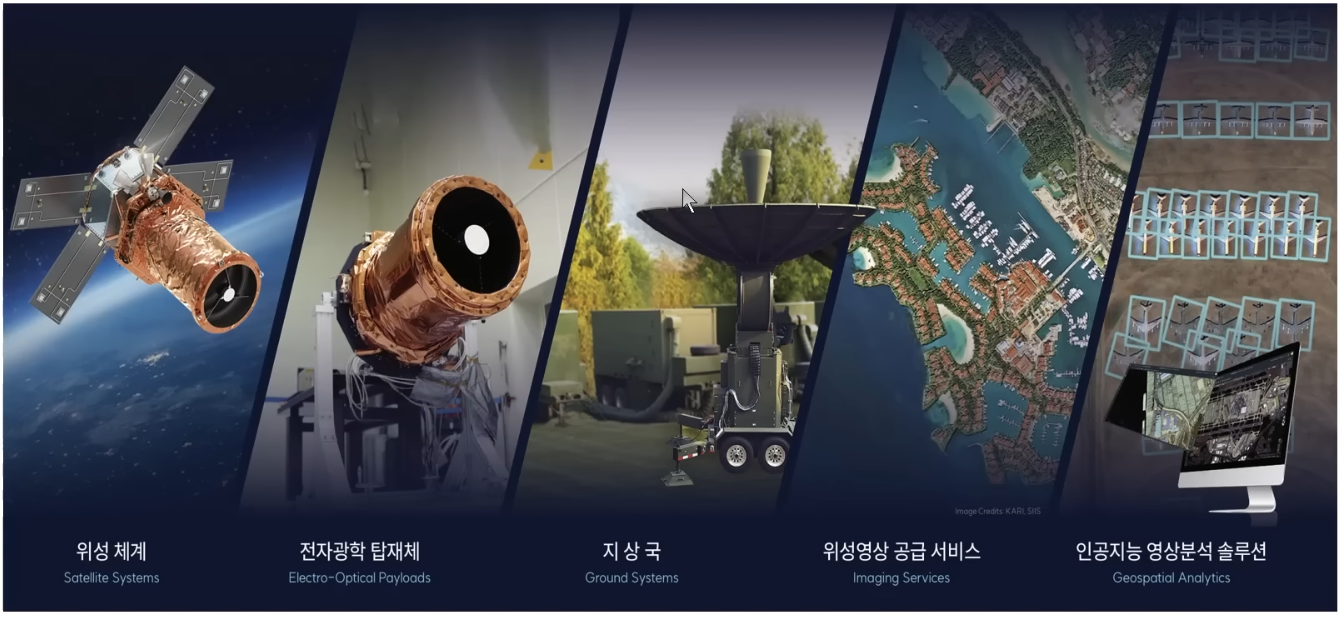 Image Credits: KARI, SIIS
위성 체계
Satellite Systems
전자광학 탑재체
Electro-Optical Payloads
지 상 국
Ground Systems
위성영상 공급 서비스
Imaging Services
인공지능 영상분석 솔루션
Geospatial Analytics